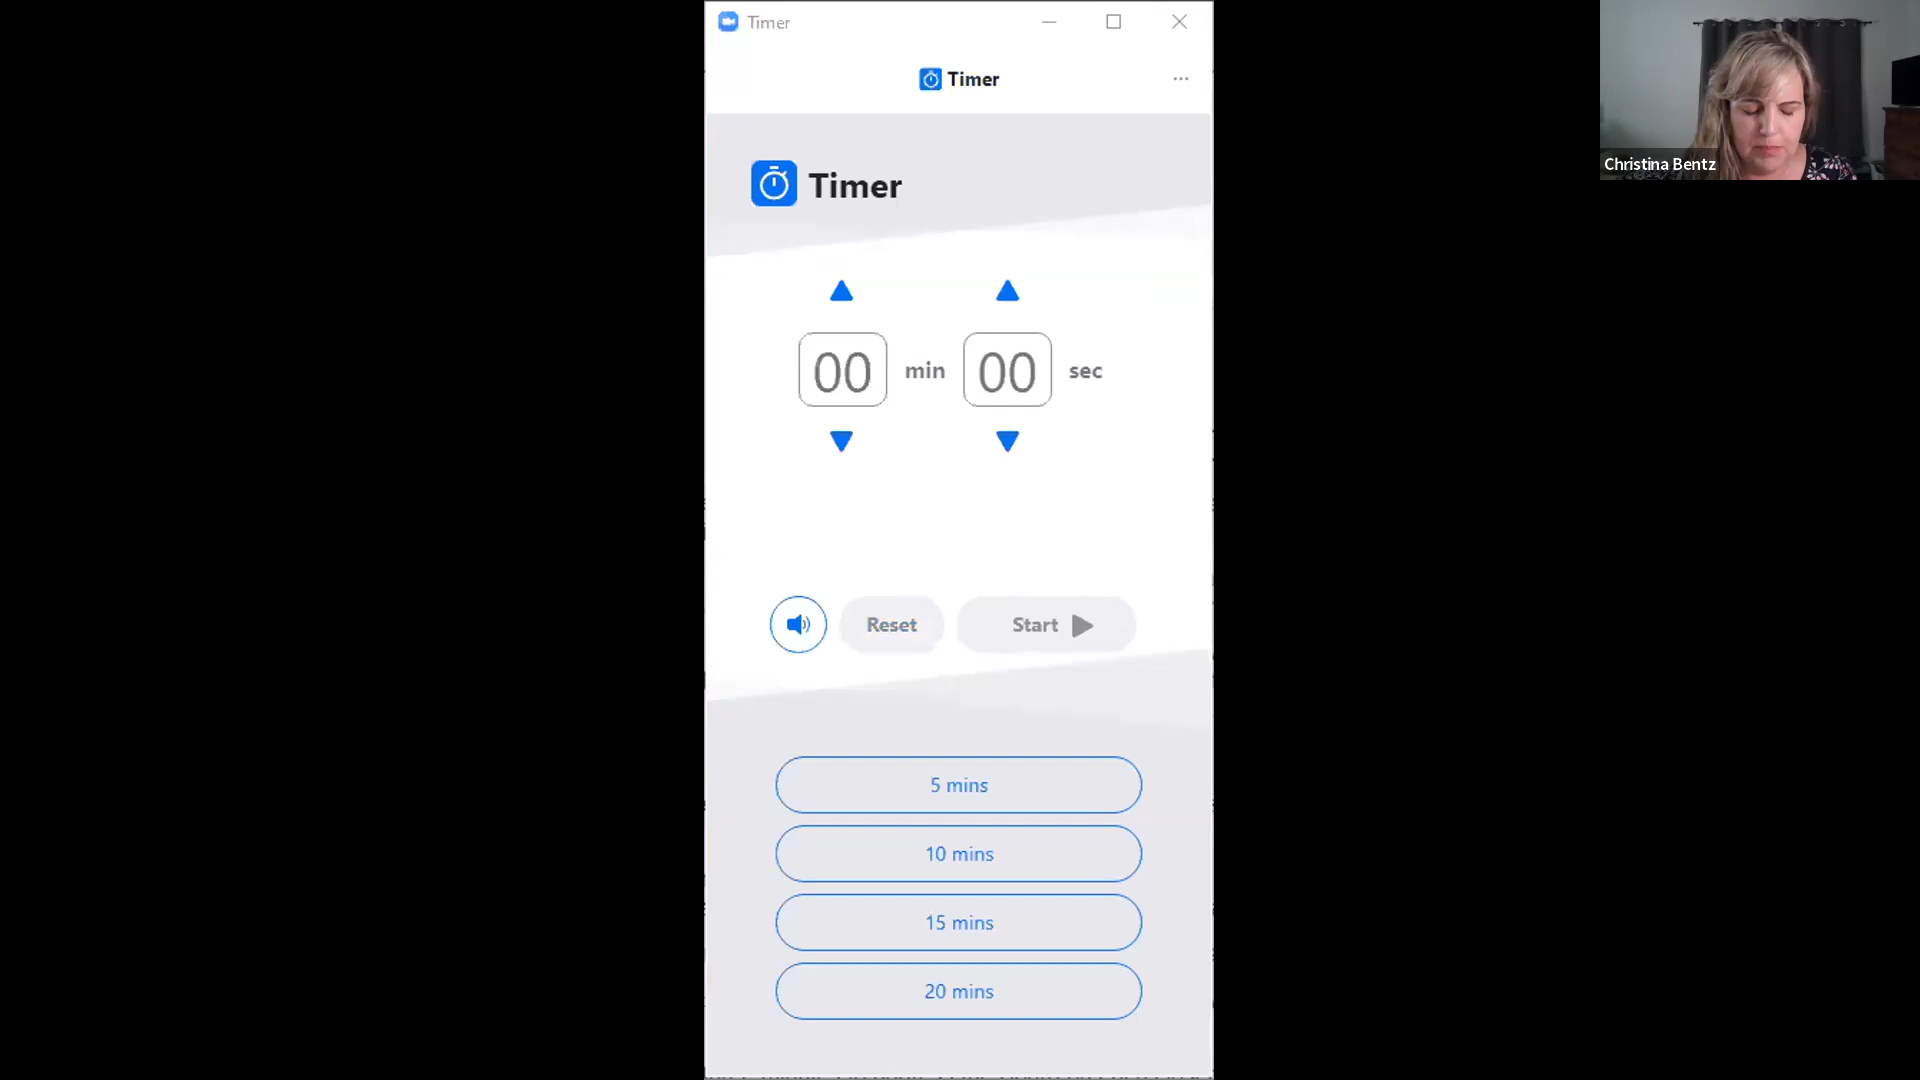 Timer
Timer
Timer
00 min 00 sec
Reset Start
5 mins
10 mins
15 mins
20 mins
Christina Bentz